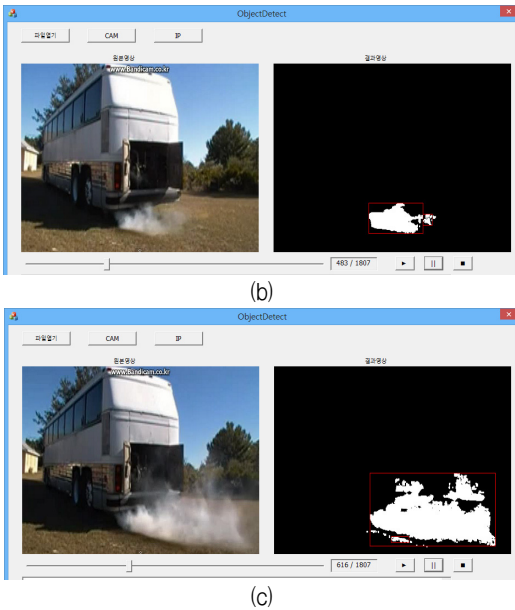 ObjectDetect
파일열기 CAM IP
원본영상 결과영상
www.Bandicam.co.kr
483 / 1807
(b)
ObjectDetect
파일열기 CAM IP
원본영상 결과영상
www.Bandicam.co.kr
616 / 1807
(c)